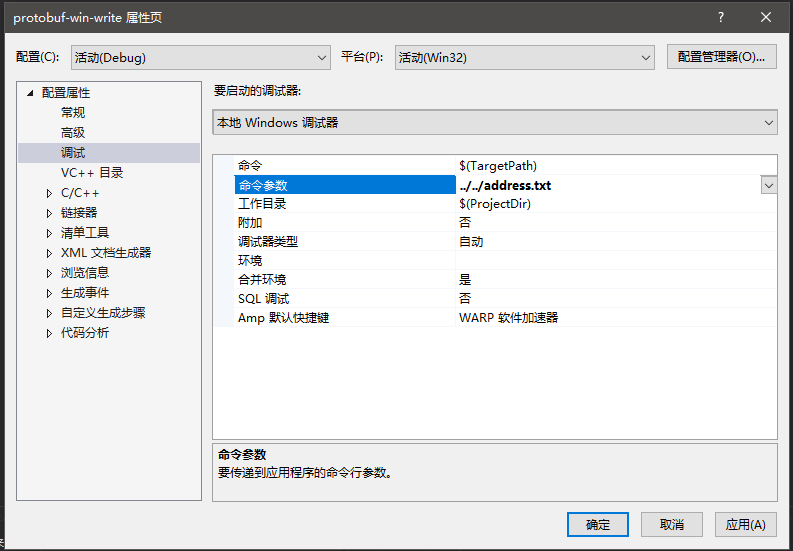 protobuf-win-write 属性页
配置(C): 活动(Debug) 平台(P): 活动(Win32) 配置管理器(O)...
配置属性
常规
高级
调试
VC++ 目录
C/C++
链接器
清单工具
XML 文档生成器
浏览信息
生成事件
自定义生成步骤
代码分析
要启动的调试器:
本地 Windows 调试器
命令 $(TargetPath)
命令参数 ../../address.txt
工作目录 $(ProjectDir)
附加 否
调试器类型 自动
环境
合并环境 是
SQL 调试 否
Amp 默认快捷键 WARP 软件加速器
命令参数
要传递到应用程序的命令行参数。
确定 取消 应用(A)